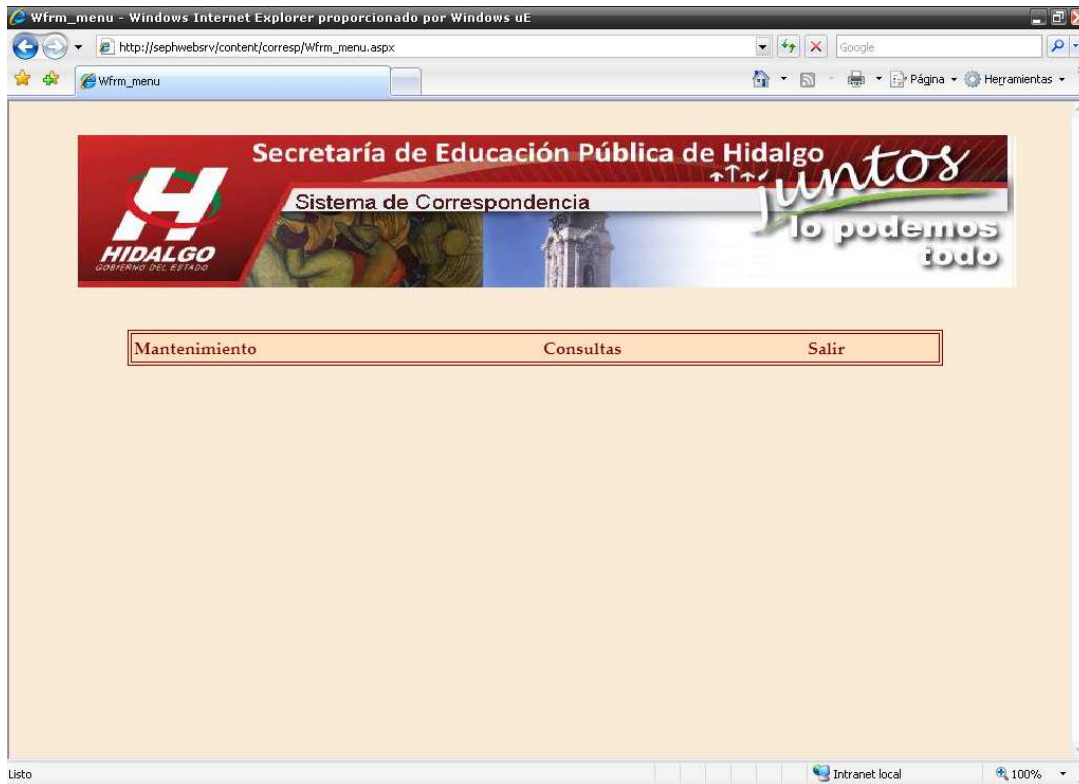 Wfrm_menu - Windows Internet Explorer proporcionado por Windows uE
http://sephwebsrv/content/corresp/Wfrm_menu.aspx
Google
Wfrm_menu
Página
Herramientas
Secretaría de Educación Pública de Hidalgo
Sistema de Correspondencia
juntos
lo podemos
todo
HIDALGO
GOBIERNO DEL ESTADO
Mantenimiento Consultas Salir
Listo
Intranet local
100%